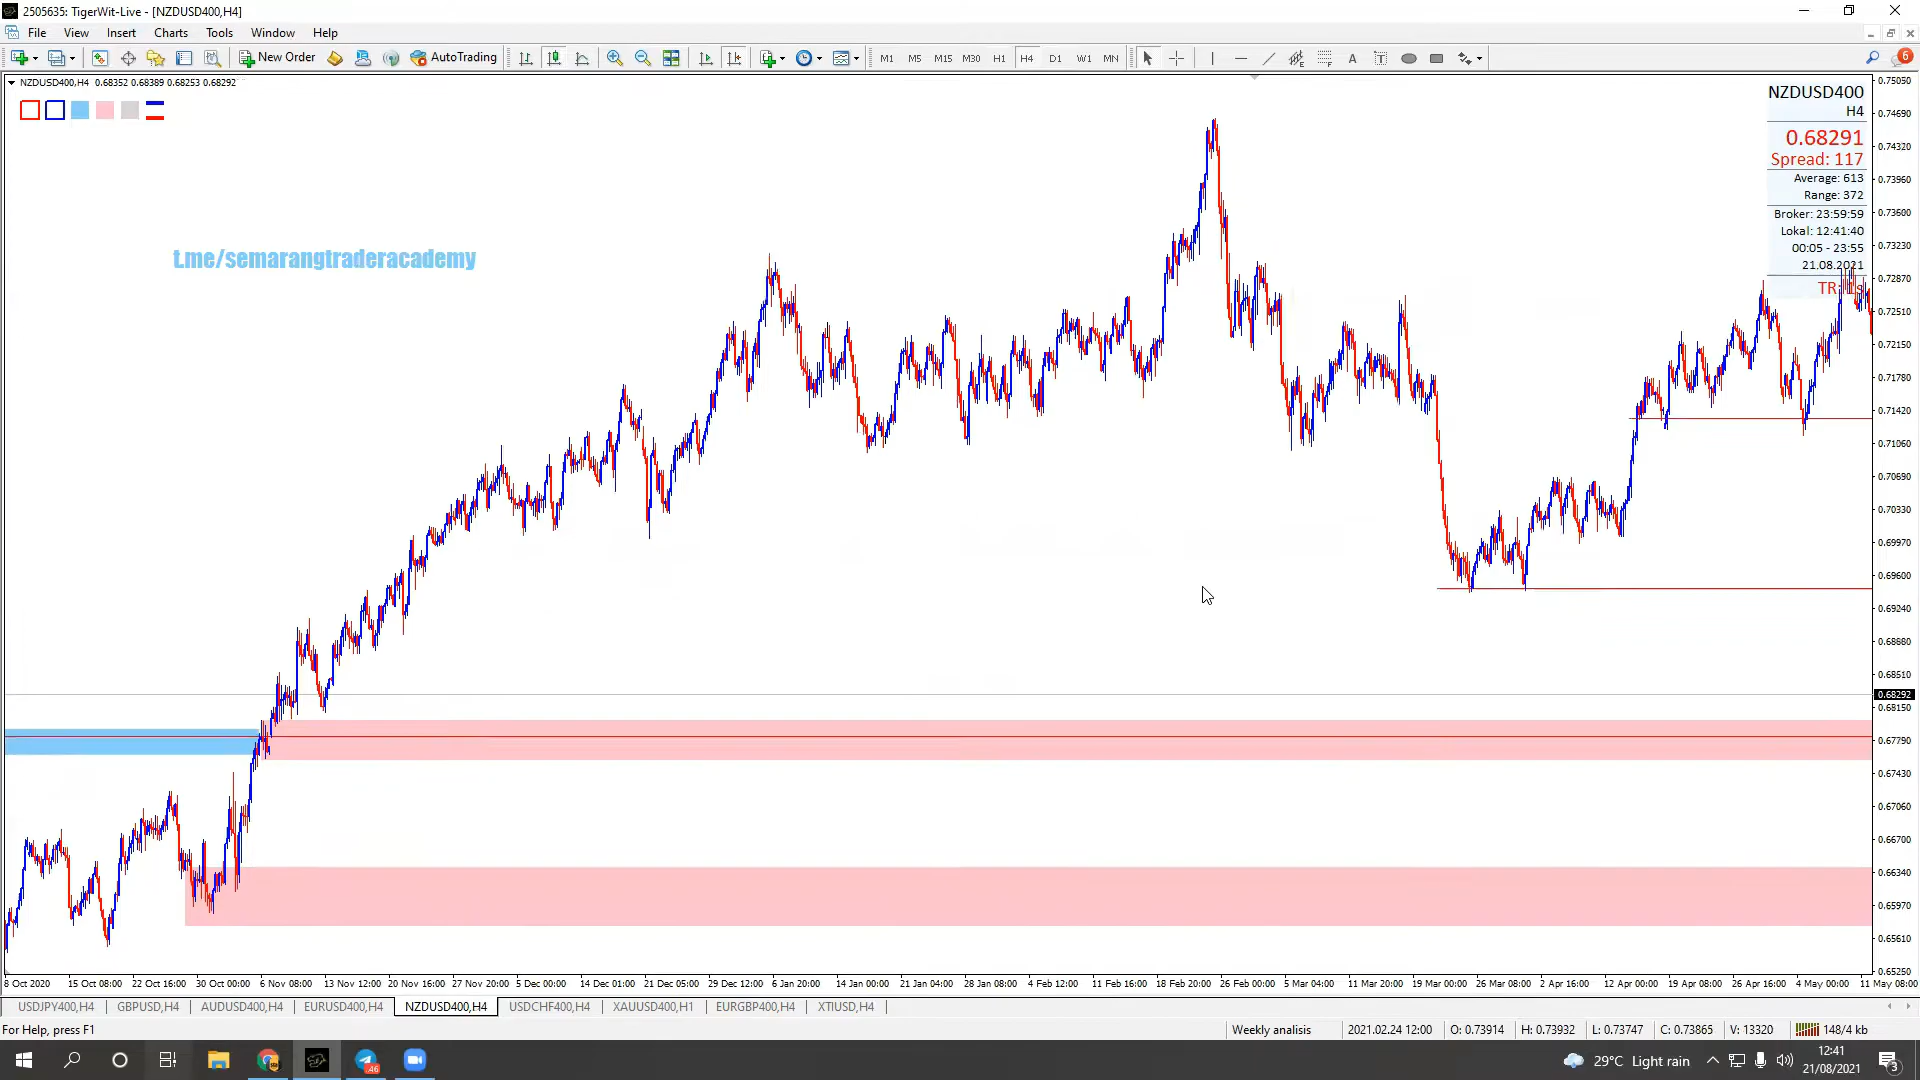 2505635: TigerWit-Live - [NZDUSD400,H4]
File View Insert Charts Tools Window Help
New Order AutoTrading M1 M5 M15 M30 H1 H4 D1 W1 MN A T 6
NZDUSD400,H4 0.68352 0.68389 0.68253 0.68292
t.me/semarangtraderacademy
NZDUSD400
H4
0.68291
Spread: 117
Average: 613
Range: 372
Broker: 23:59:59
Lokal: 12:41:40
00:05 - 23:55
21.08.2021
0.75050
0.74690
0.74320
0.73960
0.73600
0.73230
0.72870
0.72510
0.72150
0.71780
0.71420
0.71060
0.70690
0.70330
0.69970
0.69600
0.69240
0.68680
0.68510
0.68292
0.68150
0.67790
0.67430
0.67060
0.66700
0.66340
0.65970
0.65610
0.65250
8 Oct 2020 15 Oct 08:00 22 Oct 16:00 30 Oct 00:00 6 Nov 08:00 13 Nov 12:00 20 Nov 16:00 27 Nov 20:00 5 Dec 00:00 14 Dec 01:00 21 Dec 05:00 29 Dec 12:00 6 Jan 20:00 14 Jan 00:00 21 Jan 04:00 28 Jan 08:00 4 Feb 12:00 11 Feb 16:00 18 Feb 20:00 26 Feb 00:00 5 Mar 04:00 11 Mar 20:00 19 Mar 00:00 26 Mar 08:00 2 Apr 16:00 12 Apr 00:00 19 Apr 08:00 26 Apr 16:00 4 May 00:00 11 May 08:00
USDJPY400,H4 GBPUSD,H4 AUDUSD400,H4 EURUSD400,H4 NZDUSD400,H4 USDCHF400,H4 XAUUSD400,H1 EURGBP400,H4 XTIUSD,H4
For Help, press F1 Weekly analisis 2021.02.24 12:00 O: 0.73914 H: 0.73932 L: 0.73747 C: 0.73865 V: 13320 148/4 kb
46 29°C Light rain 12:41
21/08/2021 3